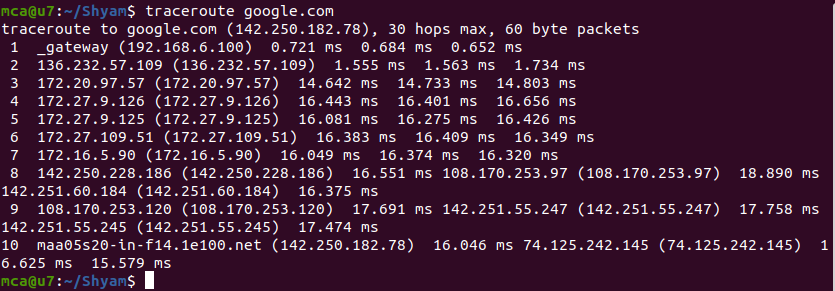 mca@u7:~/Shyam$ traceroute google.com
traceroute to google.com (142.250.182.78), 30 hops max, 60 byte packets
 1  _gateway (192.168.6.100)  0.721 ms  0.684 ms  0.652 ms
 2  136.232.57.109 (136.232.57.109)  1.555 ms  1.563 ms  1.734 ms
 3  172.20.97.57 (172.20.97.57)  14.642 ms  14.733 ms  14.803 ms
 4  172.27.9.126 (172.27.9.126)  16.443 ms  16.401 ms  16.656 ms
 5  172.27.9.125 (172.27.9.125)  16.081 ms  16.275 ms  16.426 ms
 6  172.27.109.51 (172.27.109.51)  16.383 ms  16.409 ms  16.349 ms
 7  172.16.5.90 (172.16.5.90)  16.049 ms  16.374 ms  16.320 ms
 8  142.250.228.186 (142.250.228.186)  16.551 ms 108.170.253.97 (108.170.253.97)  18.890 ms
142.251.60.184 (142.251.60.184)  16.375 ms
 9  108.170.253.120 (108.170.253.120)  17.691 ms 142.251.55.247 (142.251.55.247)  17.758 ms
142.251.55.245 (142.251.55.245)  17.474 ms
10  maa05s20-in-f14.1e100.net (142.250.182.78)  16.046 ms 74.125.242.145 (74.125.242.145)  1
6.625 ms  15.579 ms
mca@u7:~/Shyam$